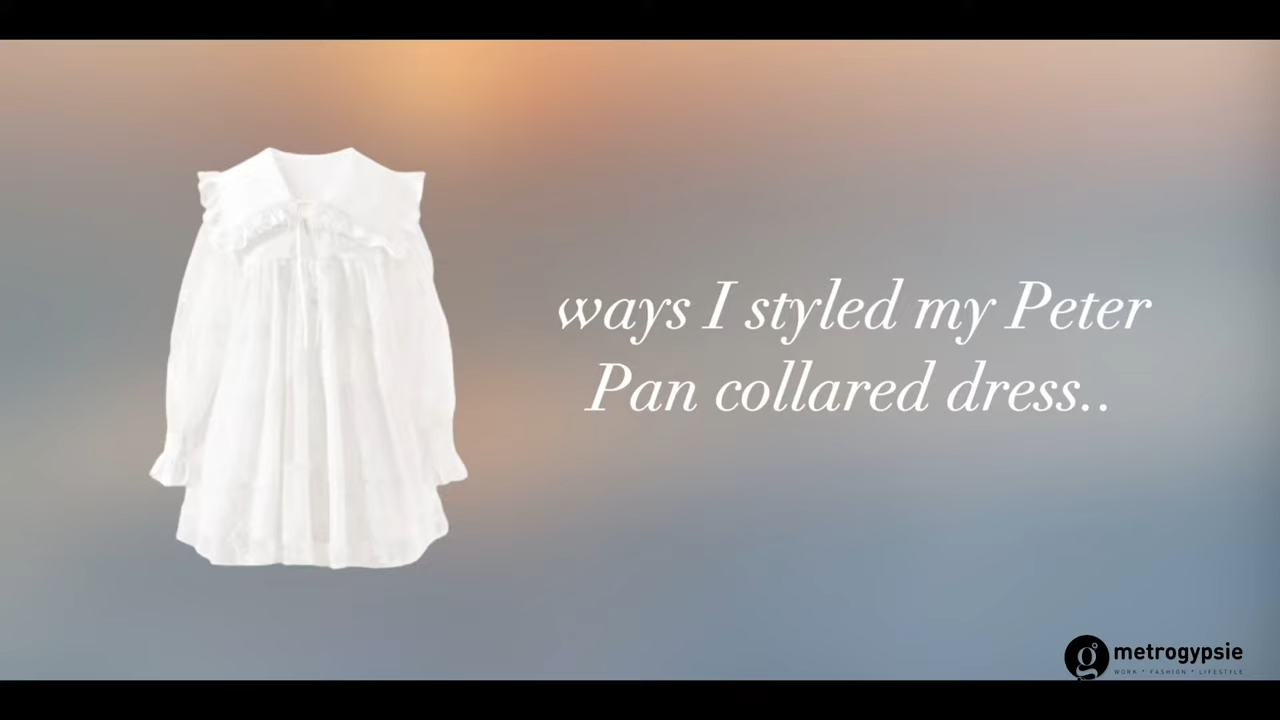 ways I styled my Peter
Pan collared dress..
metrogypsie
WORK * FASHION * LIFESTYLE